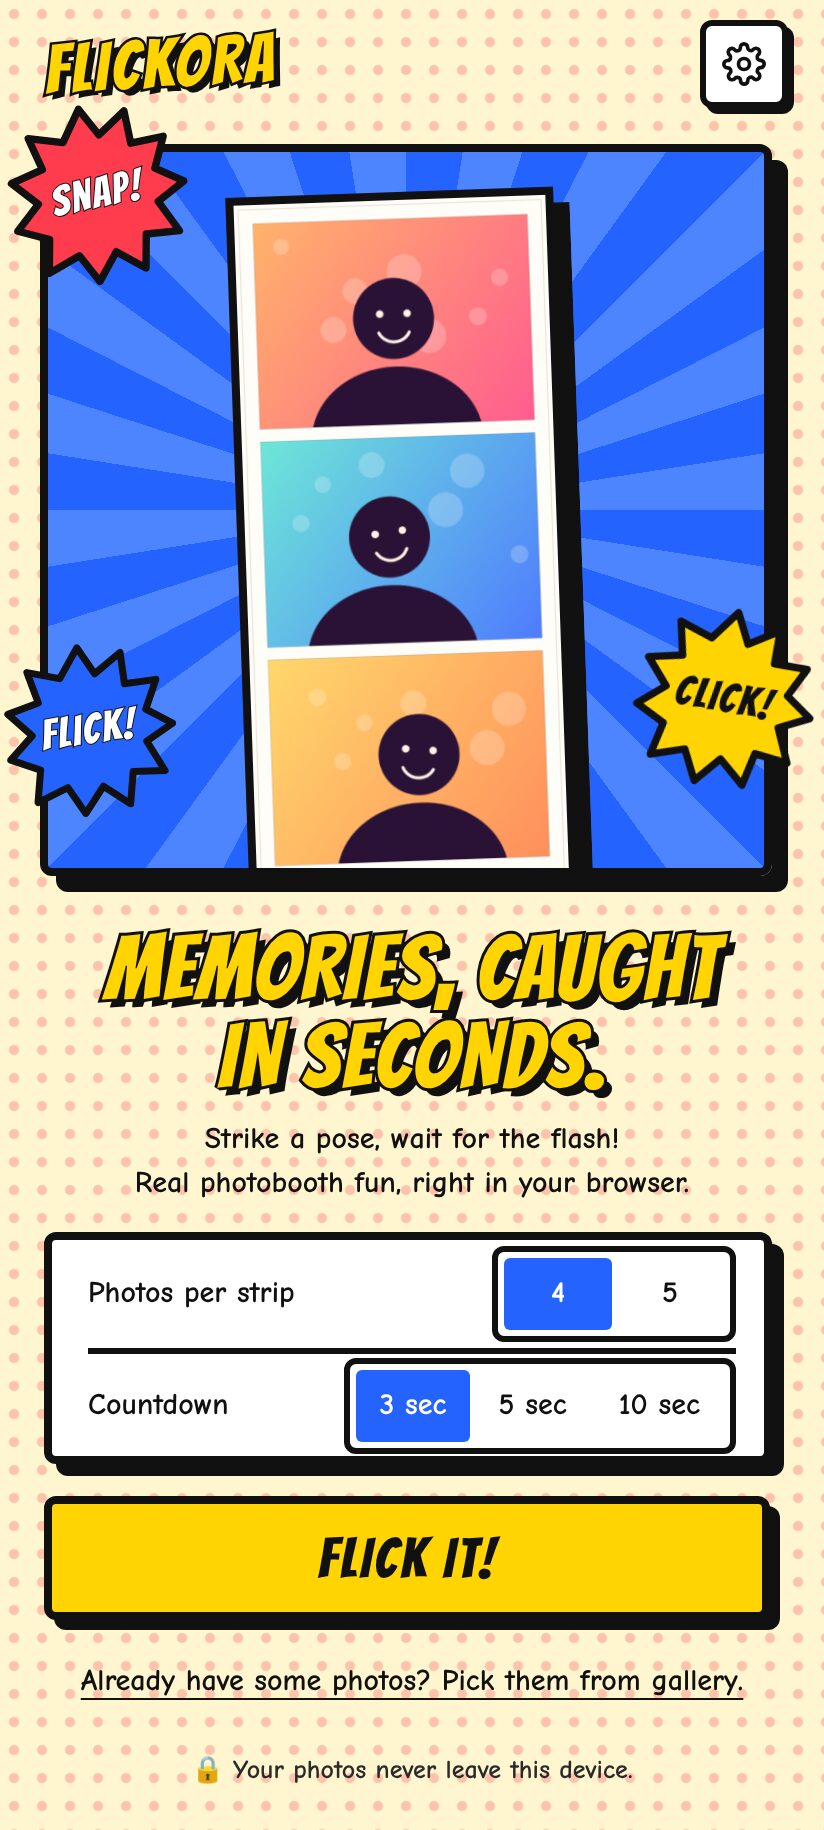 FLICKORA
SNAP!
FLICK!
CLICK!
MEMORIES, CAUGHT
IN SECONDS.
Strike a pose, wait for the flash!
Real photobooth fun, right in your browser.
Photos per strip 4 5
Countdown 3 sec 5 sec 10 sec
FLICK IT!
Already have some photos? Pick them from gallery.
🔒 Your photos never leave this device.